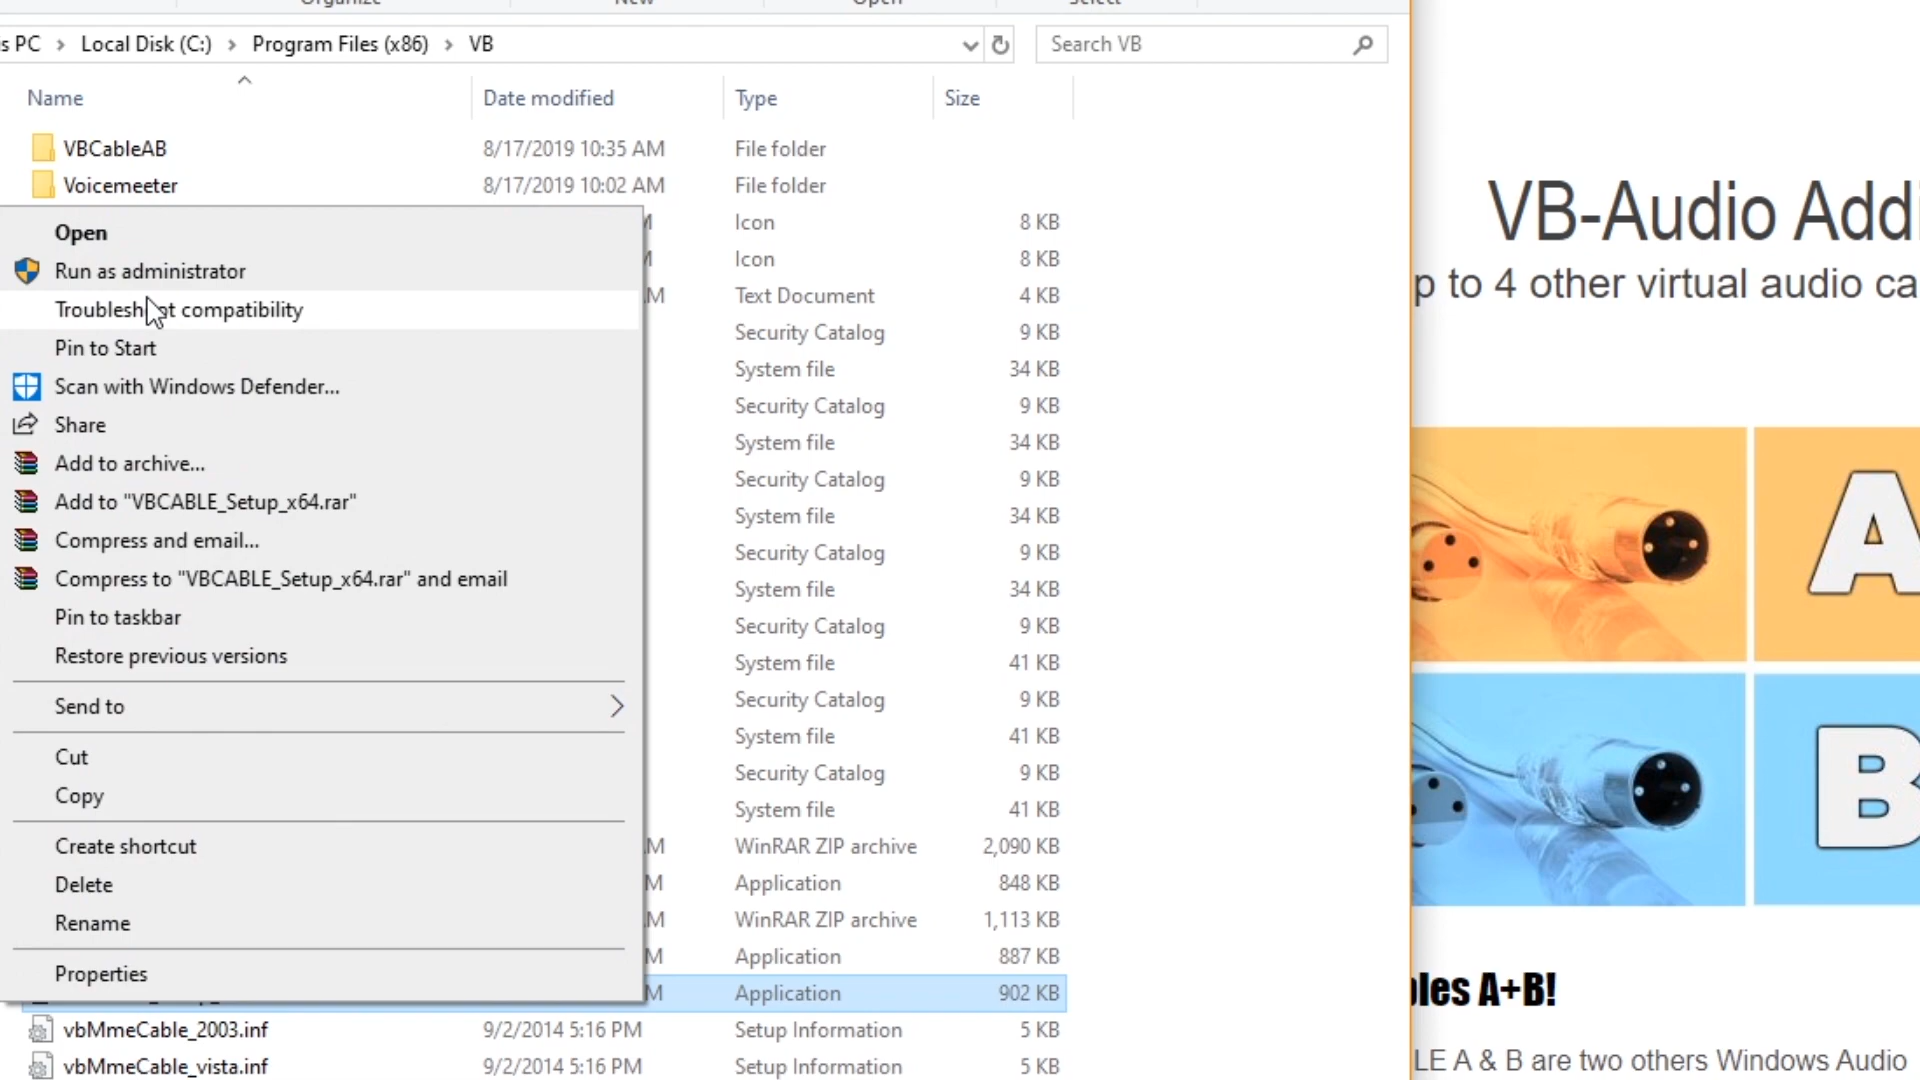 Organize New Open Select
s PC > Local Disk (C:) > Program Files (x86) > VB
Search VB
Name Date modified Type Size
VBCableAB 8/17/2019 10:35 AM File folder
Voicemeeter 8/17/2019 10:02 AM File folder
Icon 8 KB
Icon 8 KB
M Text Document 4 KB
Security Catalog 9 KB
System file 34 KB
Security Catalog 9 KB
System file 34 KB
Security Catalog 9 KB
System file 34 KB
Security Catalog 9 KB
System file 34 KB
Security Catalog 9 KB
System file 41 KB
Security Catalog 9 KB
System file 41 KB
Security Catalog 9 KB
System file 41 KB
M WinRAR ZIP archive 2,090 KB
M Application 848 KB
M WinRAR ZIP archive 1,113 KB
M Application 887 KB
M Application 902 KB
vbMmeCable_2003.inf 9/2/2014 5:16 PM Setup Information 5 KB
vbMmeCable_vista.inf 9/2/2014 5:16 PM Setup Information 5 KB
Open
Run as administrator
Troubleshoot compatibility
Pin to Start
Scan with Windows Defender...
Share
Add to archive...
Add to "VBCABLE_Setup_x64.rar"
Compress and email...
Compress to "VBCABLE_Setup_x64.rar" and email
Pin to taskbar
Restore previous versions
Send to
Cut
Copy
Create shortcut
Delete
Rename
Properties
VB-Audio Addi
p to 4 other virtual audio ca
A
B
les A+B!
LE A & B are two others Windows Audio